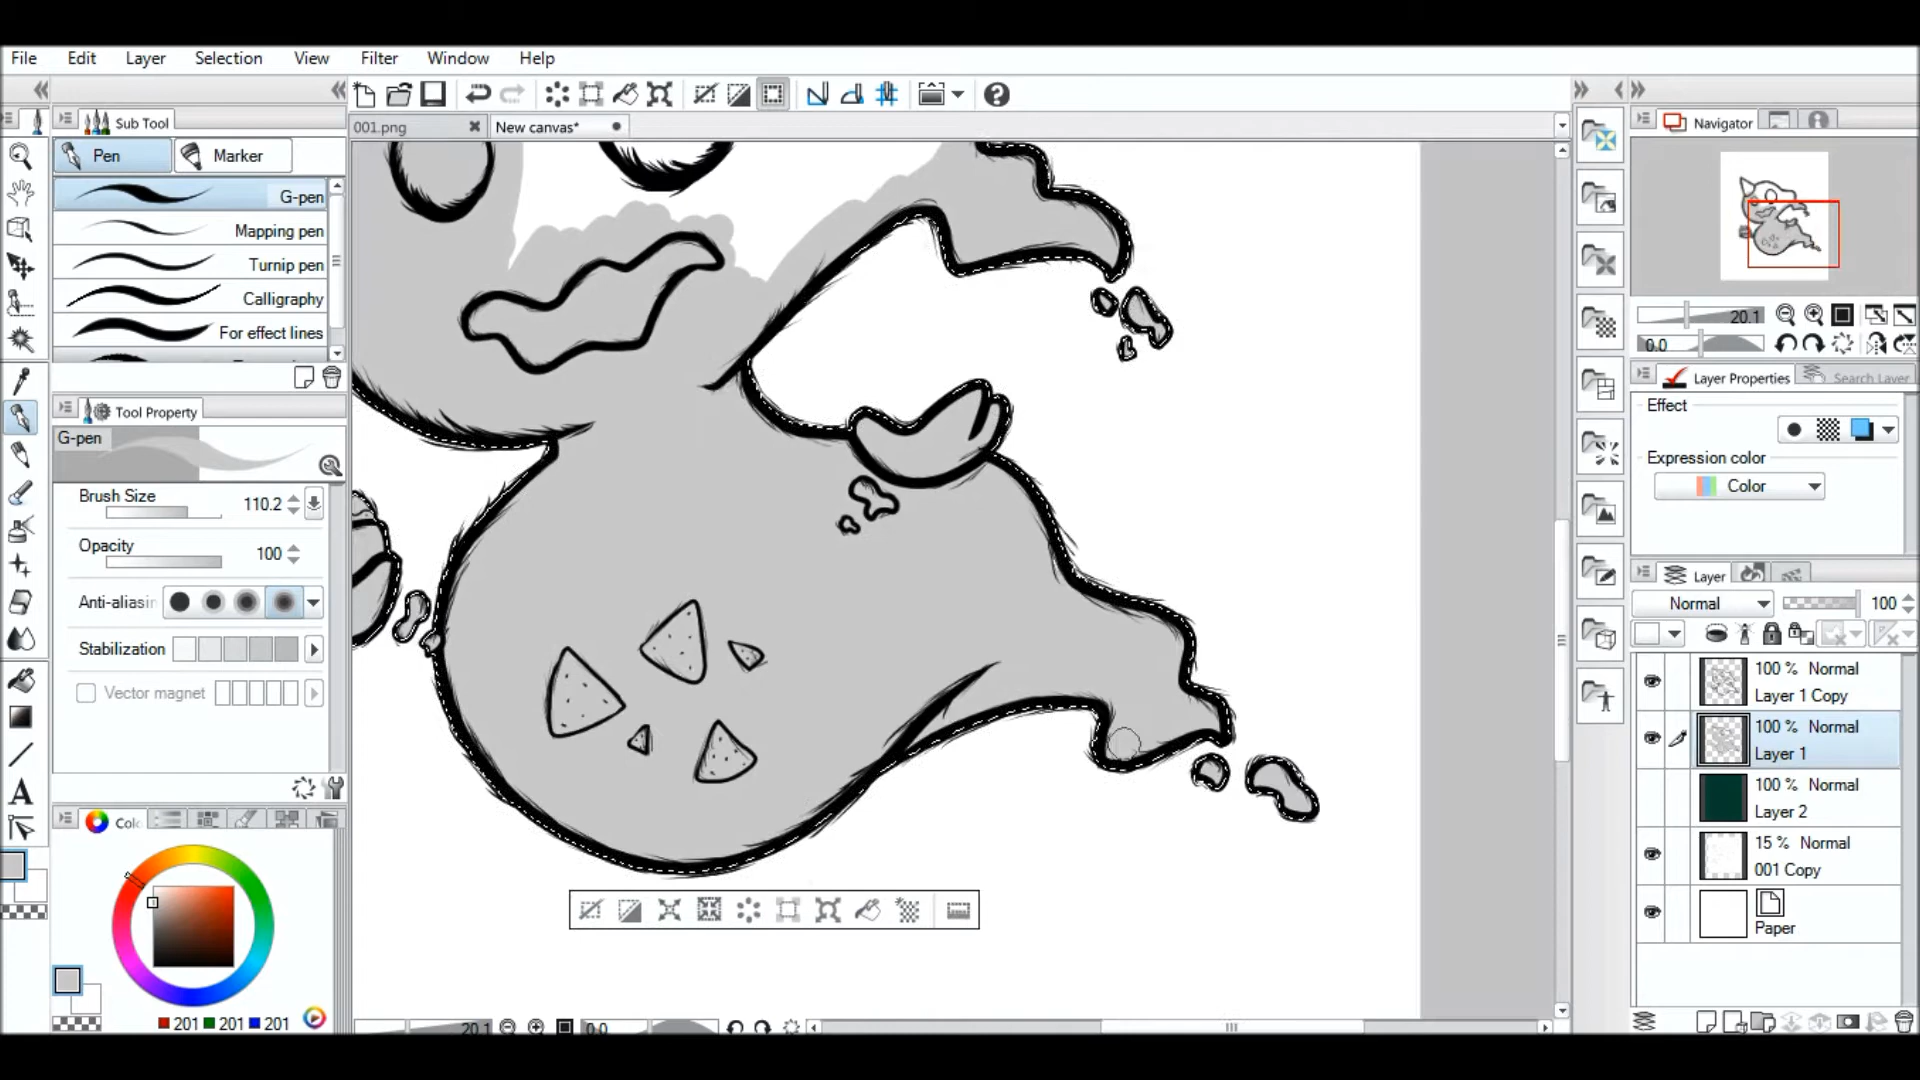 File Edit Layer Selection View Filter Window Help
Sub Tool
Pen Marker
G-pen
Mapping pen
Turnip pen
Calligraphy
For effect lines
Tool Property
G-pen
Brush Size 110.2
Opacity 100
Anti-aliasin
Stabilization
Vector magnet
Colc
201 201 201
001.png New canvas*
20.1 0.0
Navigator
20.1
0.0
Layer Properties Search Layer
Effect
Expression color
Color
Layer
Normal 100
100 % Normal
Layer 1 Copy
100 % Normal
Layer 1
100 % Normal
Layer 2
15 % Normal
001 Copy
Paper
A